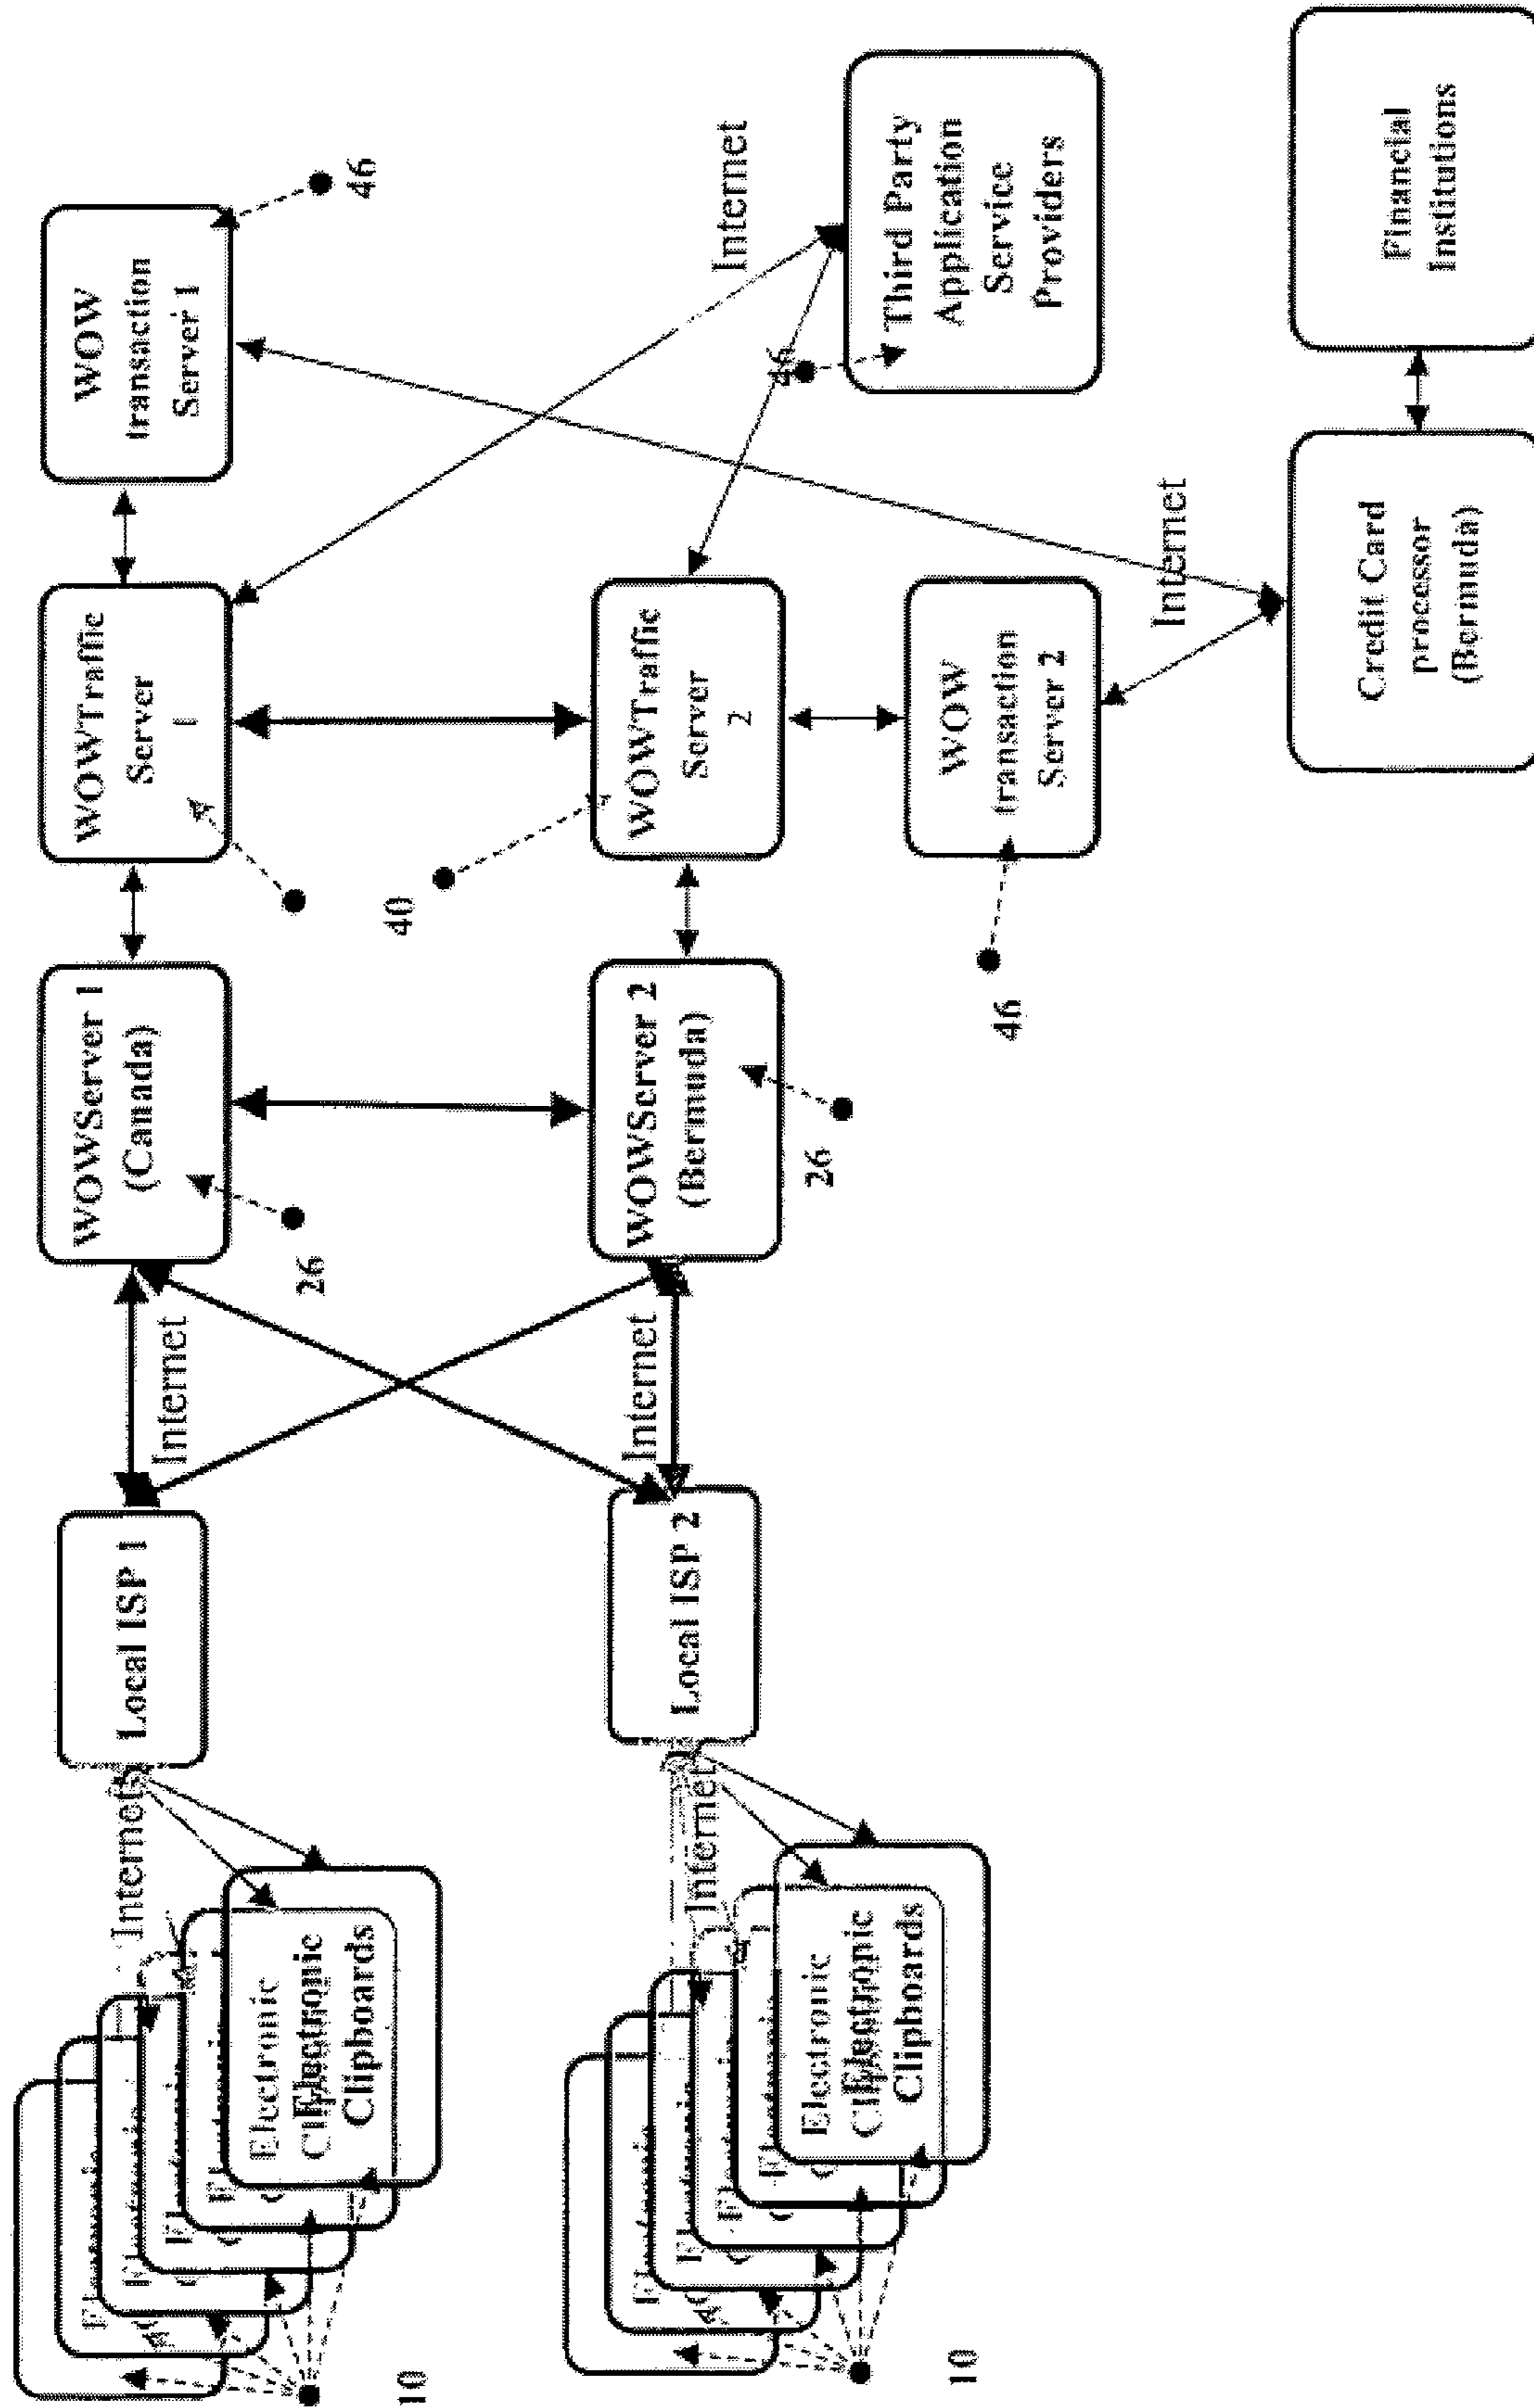 Electronic
Clipboards
10
Internet
Local ISP 1
Internet
WOWServer 1
(Canada)
26
WOWTraffic
Server
1
WOW
transaction
Server 1
46
Electronic
Clipboards
10
Internet
Local ISP 2
Internet
WOWServer 2
(Bermuda)
26
40
WOWTraffic
Server
2
46
Internet
Third Party
Application
Service
Providers
WOW
transaction
Server 2
46
Internet
Credit Card
processor
(Bermuda)
Financial
Institutions